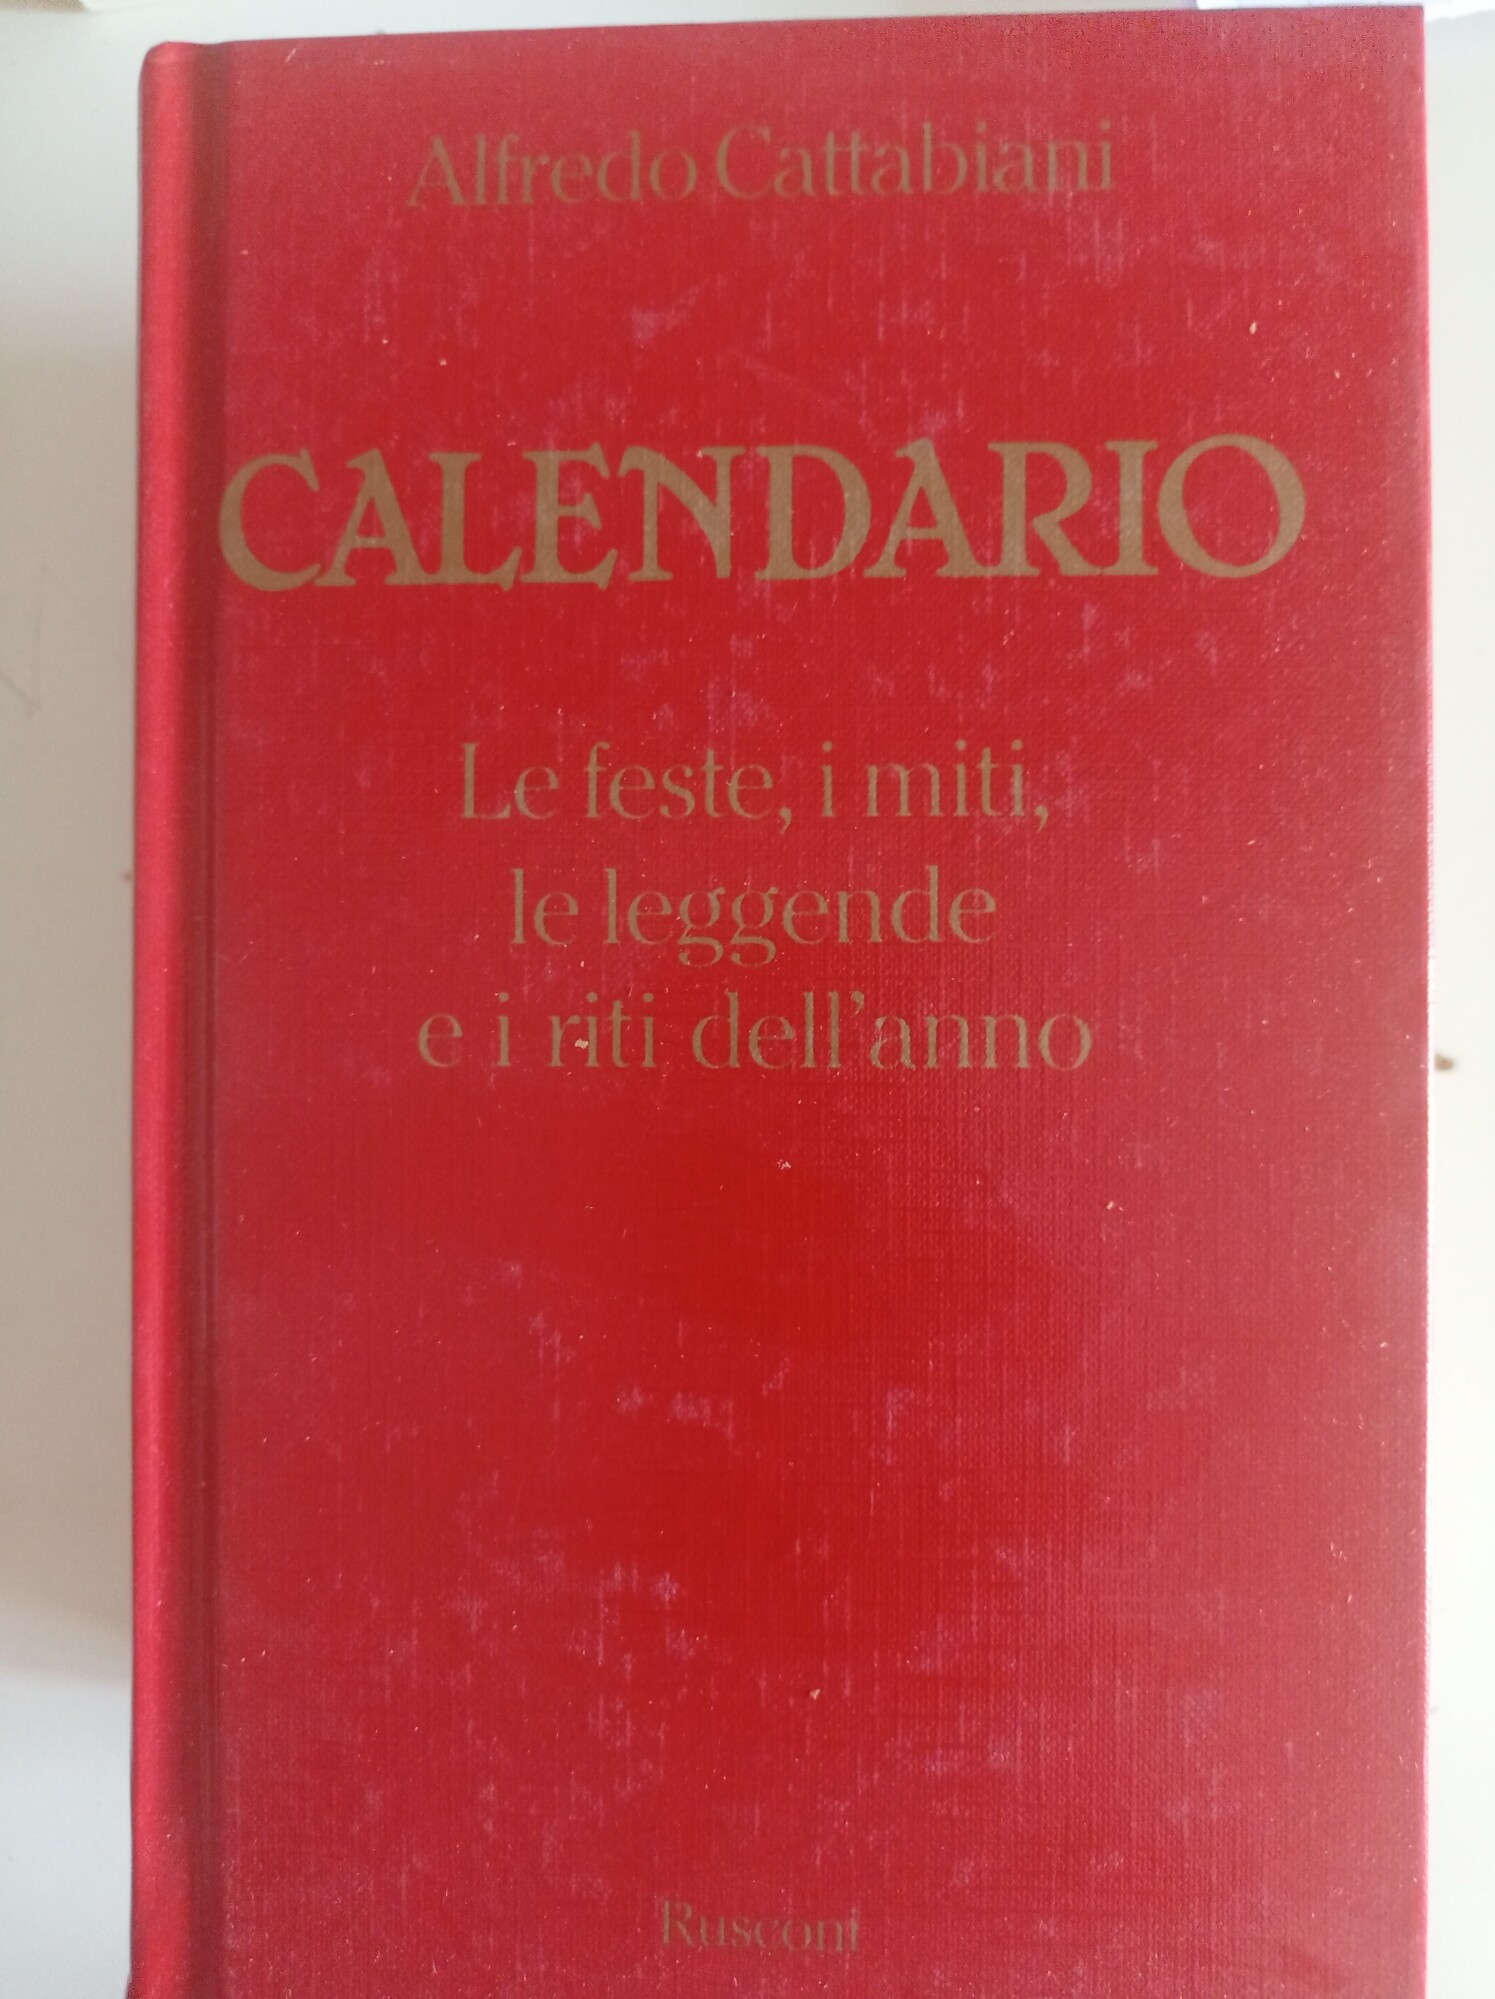 Alfredo Cattabiani
CALENDARIO
Le feste, i miti,
le leggende
e i riti dell'anno
Rusconi